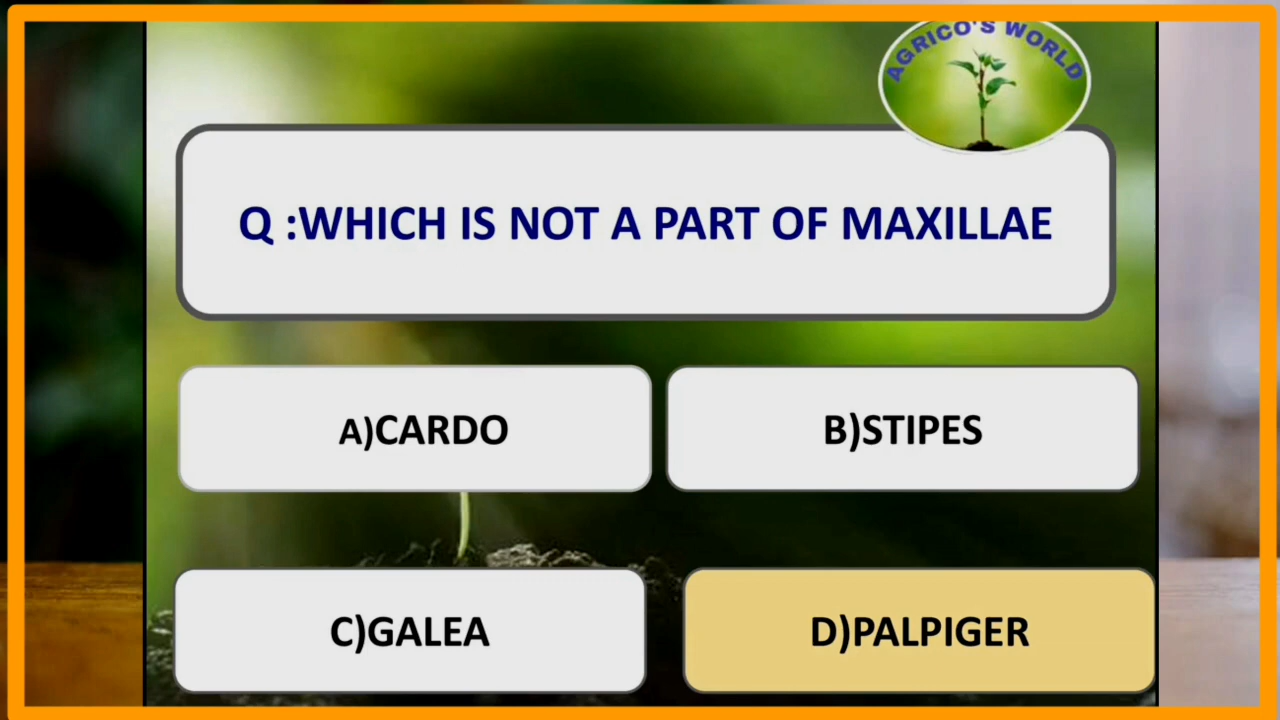 AGRICO'S WORLD
Q :WHICH IS NOT A PART OF MAXILLAE
A)CARDO
B)STIPES
C)GALEA
D)PALPIGER